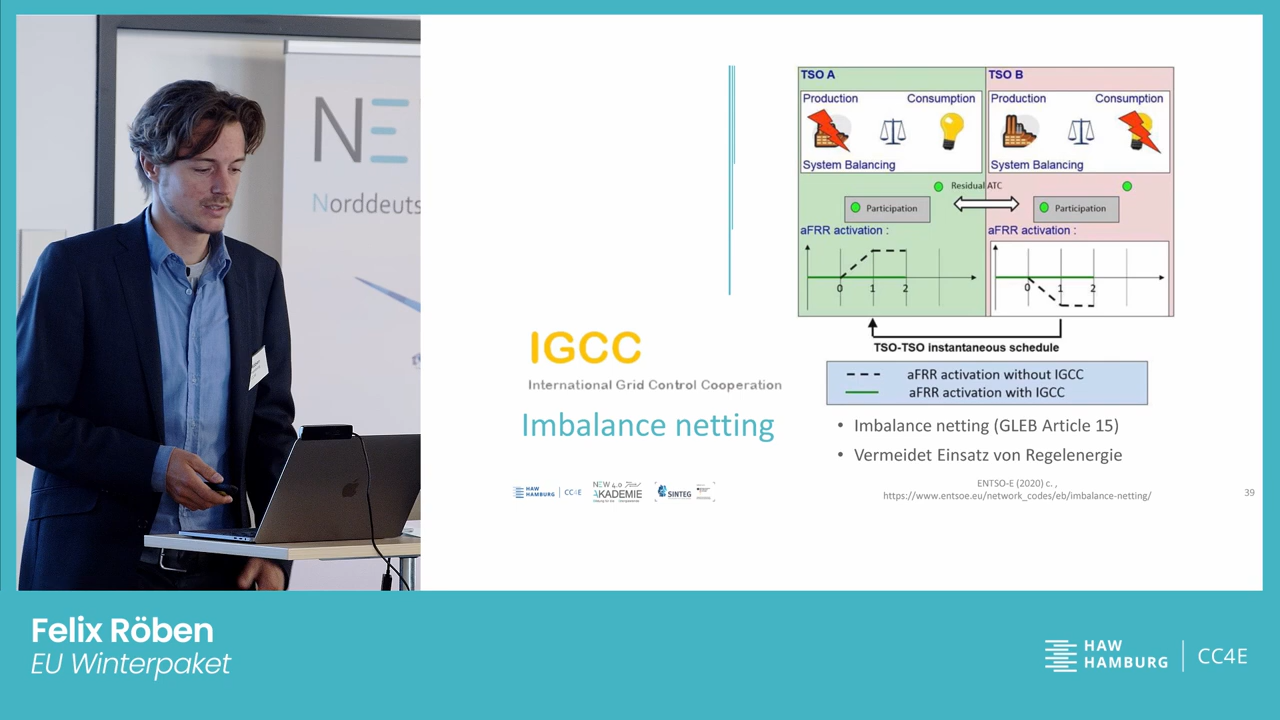 NE
Norddeuts
TSO A
TSO B
Production
Consumption
Production
Consumption
System Balancing
System Balancing
Residual ATC
Participation
Participation
aFRR activation :
aFRR activation :
0 1 2
0 1 2
TSO-TSO instantaneous schedule
aFRR activation without IGCC
aFRR activation with IGCC
IGCC
International Grid Control Cooperation
Imbalance netting
• Imbalance netting (GLEB Article 15)
• Vermeidet Einsatz von Regelenergie
HAW
HAMBURG
CC4E
NEW 4.0
AKADEMIE
SINTEG
ENTSO-E (2020) c. ,
https://www.entsoe.eu/network_codes/eb/imbalance-netting/
39
Felix Röben
EU Winterpaket
HAW
HAMBURG
CC4E